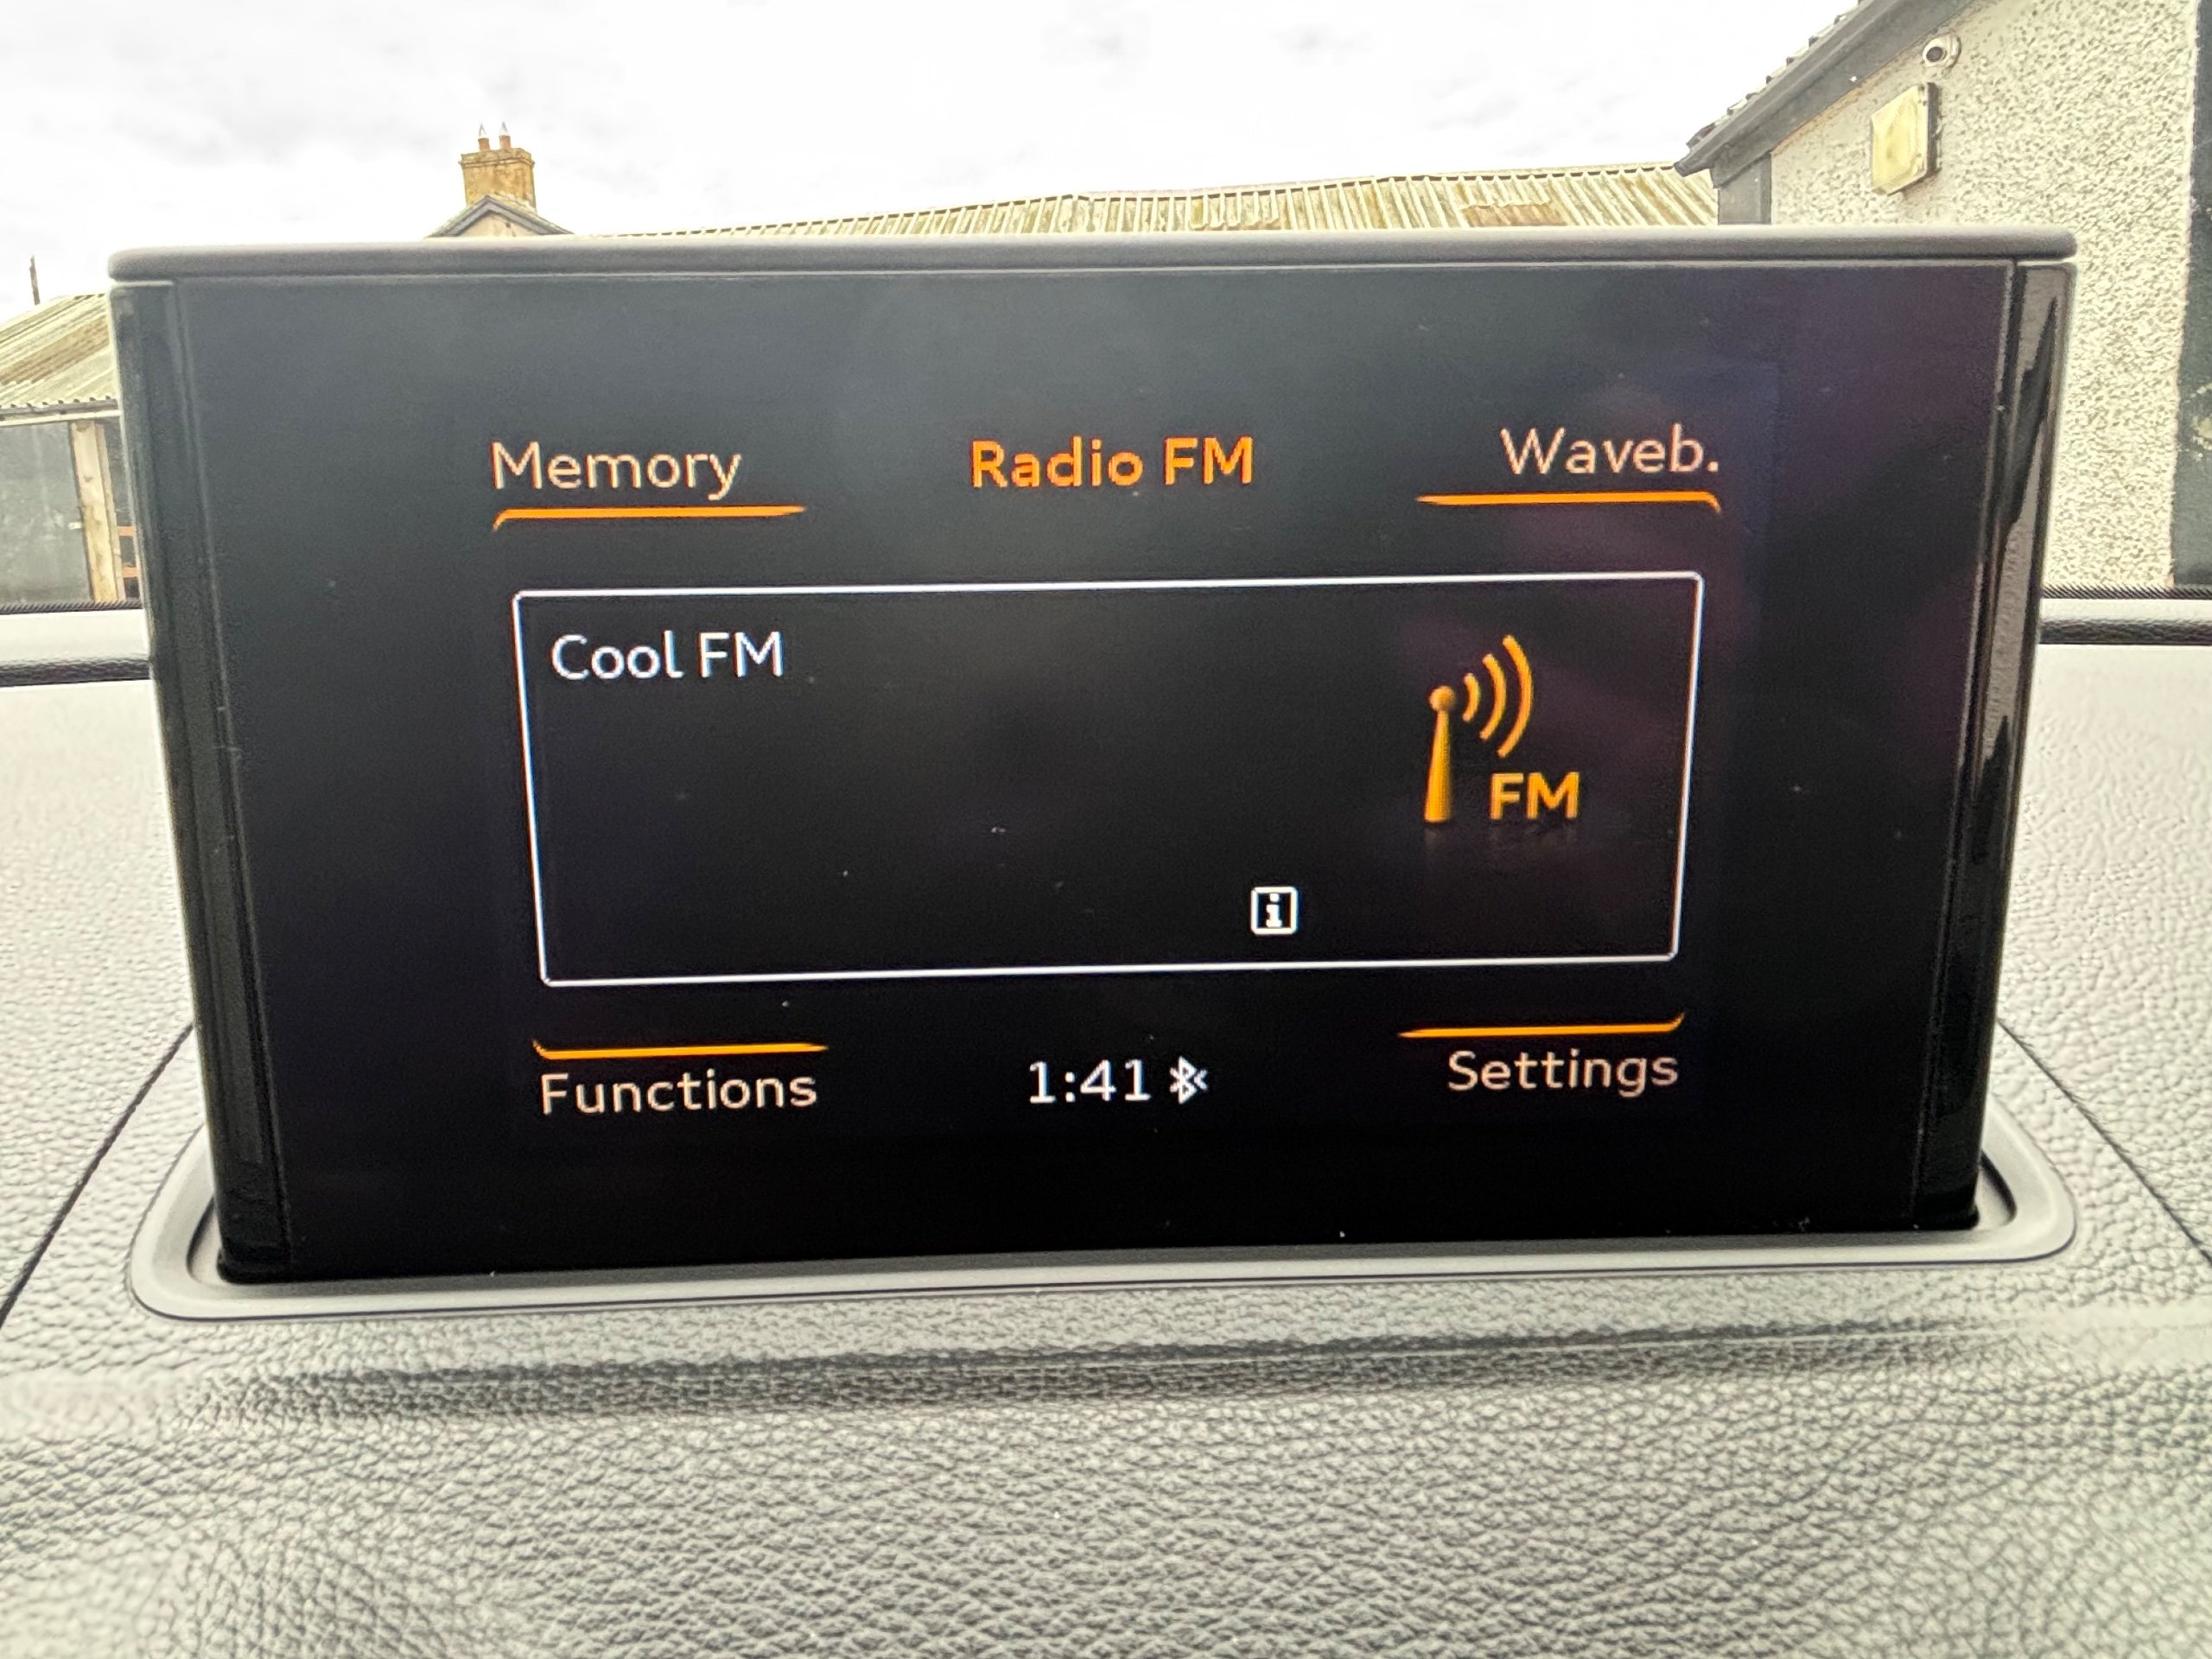 Memory
Radio FM
Waveb.
Cool FM
FM
i
Functions
1:41
Settings